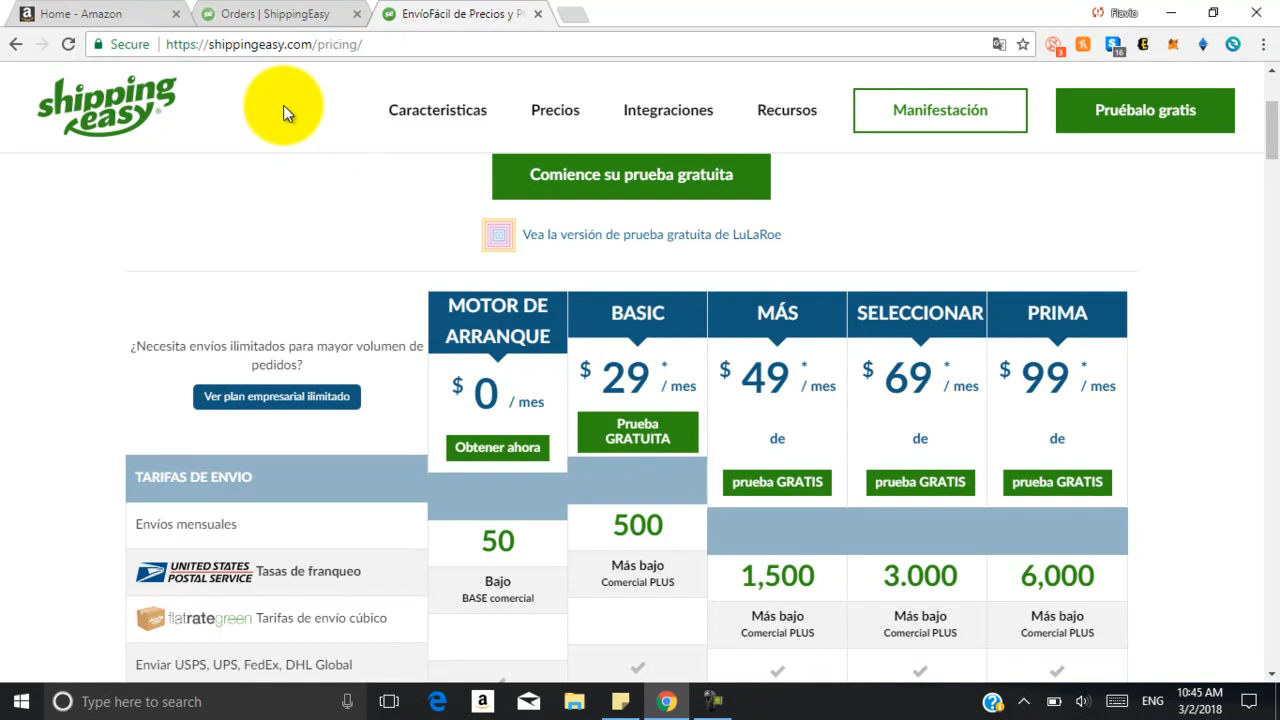 Home - Amazon
Orders | ShippingEasy
EnvíoFácil de Precios y P
Flavio
Secure
https://shippingeasy.com/pricing/
3
16
shipping easy
Caracteristicas
Precios
Integraciones
Recursos
Manifestación
Pruébalo gratis
Comience su prueba gratuita
Vea la versión de prueba gratuita de LuLaRoe
¿Necesita envíos ilimitados para mayor volumen de
pedidos?
Ver plan empresarial ilimitado
MOTOR DE
ARRANQUE
BASIC
MÁS
SELECCIONAR
PRIMA
$ 0 / mes
$ 29 * / mes
$ 49 * / mes
$ 69 * / mes
$ 99 * / mes
Obtener ahora
Prueba
GRATUITA
de
de
de
prueba GRATIS
prueba GRATIS
prueba GRATIS
TARIFAS DE ENVIO
Envíos mensuales
50
500
1,500
3.000
6,000
UNITED STATES
POSTAL SERVICE Tasas de franqueo
Bajo
BASE comercial
Más bajo
Comercial PLUS
Más bajo
Comercial PLUS
Más bajo
Comercial PLUS
Más bajo
Comercial PLUS
flatrategreen Tarifas de envío cúbico
Enviar USPS, UPS, FedEx, DHL Global
Type here to search
ENG
10:45 AM
3/2/2018